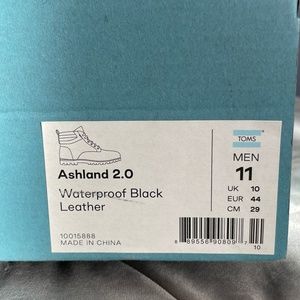 TOMS
MEN
11
Ashland 2.0
Waterproof Black
Leather
UK 10
EUR 44
CM 29
10015888
MADE IN CHINA
10